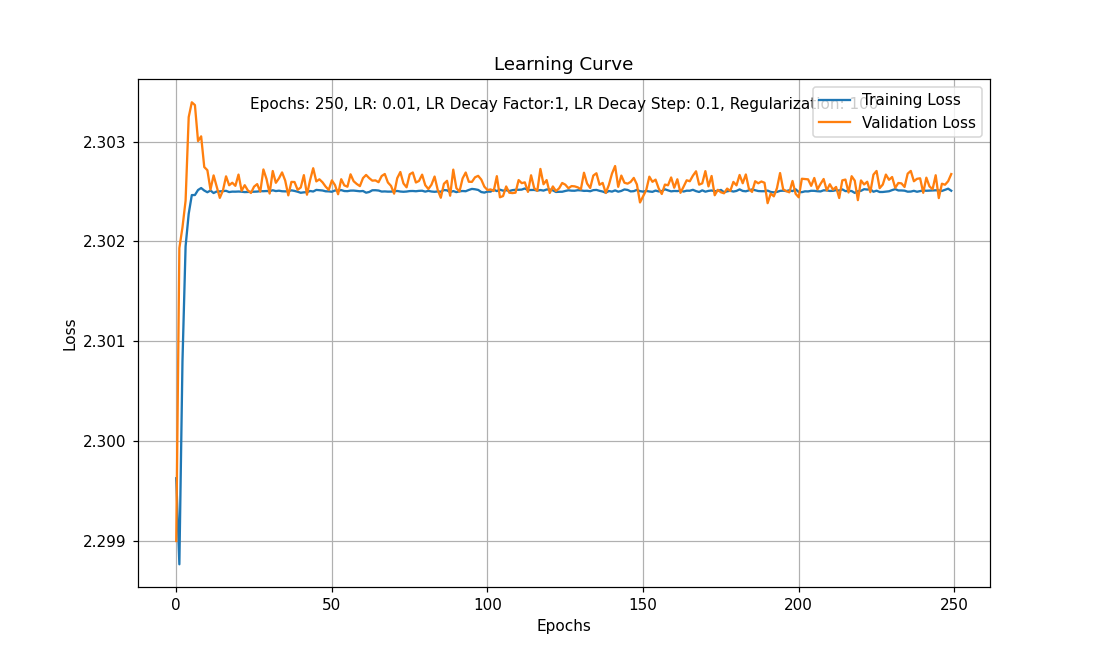 Learning Curve
Epochs: 250, LR: 0.01, LR Decay Factor:1, LR Decay Step: 0.1, Regularization: 100
Training Loss
Validation Loss
2.303
2.302
2.301
2.300
2.299
Loss
0 50 100 150 200 250
Epochs